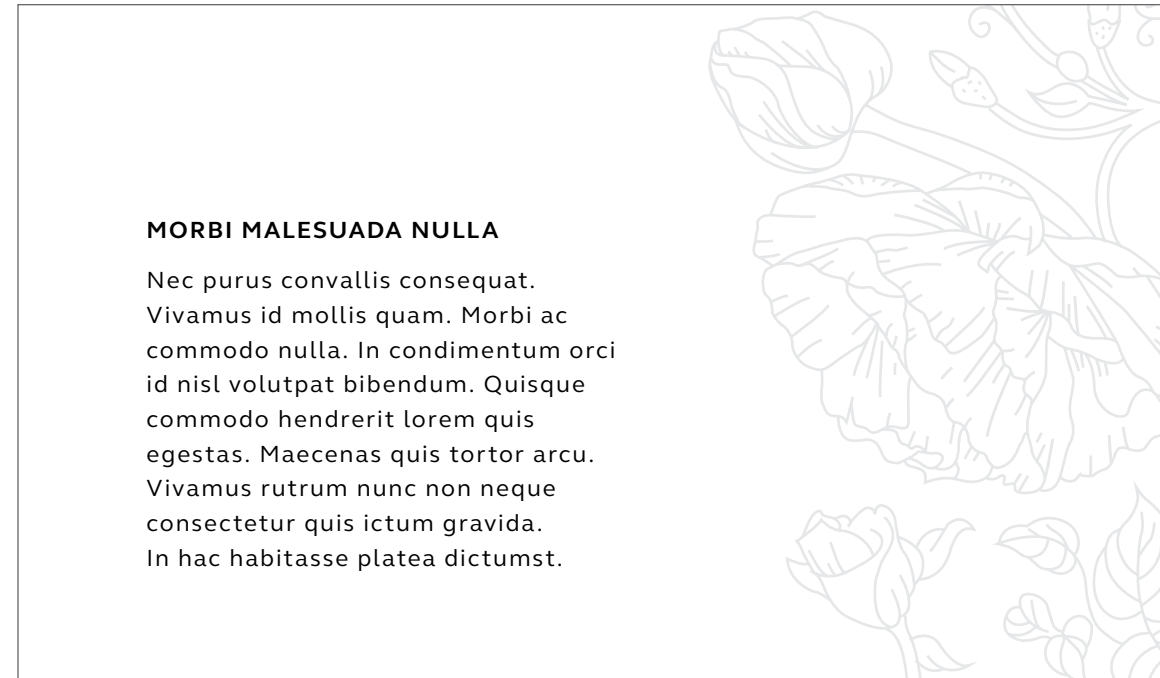 MORBI MALESUADA NULLA
Nec purus convallis consequat.
Vivamus id mollis quam. Morbi ac
commodo nulla. In condimentum orci
id nisl volutpat bibendum. Quisque
commodo hendrerit lorem quis
egestas. Maecenas quis tortor arcu.
Vivamus rutrum nunc non neque
consectetur quis ictum gravida.
In hac habitasse platea dictumst.